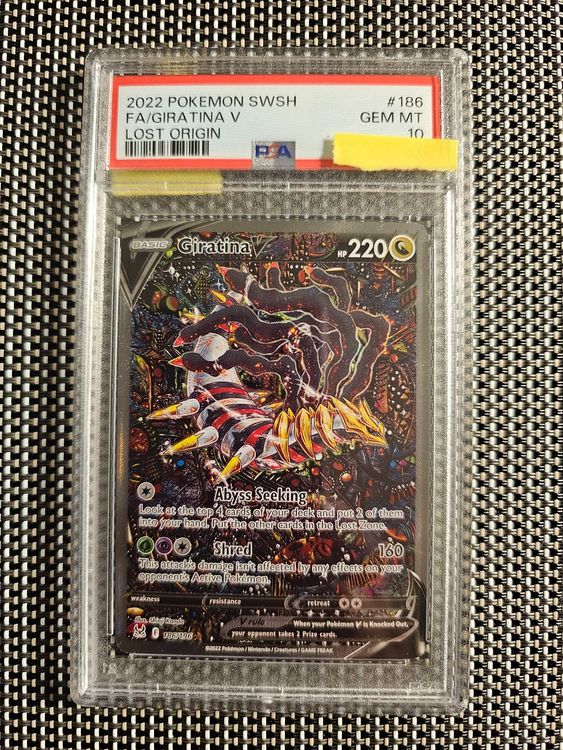 2022 POKEMON SWSH #186
FA/GIRATINA V GEM MT
LOST ORIGIN 10
PSA
BASIC Giratina V HP 220
Abyss Seeking
Look at the top 4 cards of your deck and put 2 of them
into your hand. Put the other cards in the Lost Zone.
Shred 160
This attack's damage isn't affected by any effects on your
opponent's Active Pokémon.
weakness resistance retreat
Illus. Shinji Kanda
186/196
V rule When your Pokémon V is Knocked Out,
your opponent takes 2 Prize cards.
©2022 Pokémon / Nintendo / Creatures / GAME FREAK